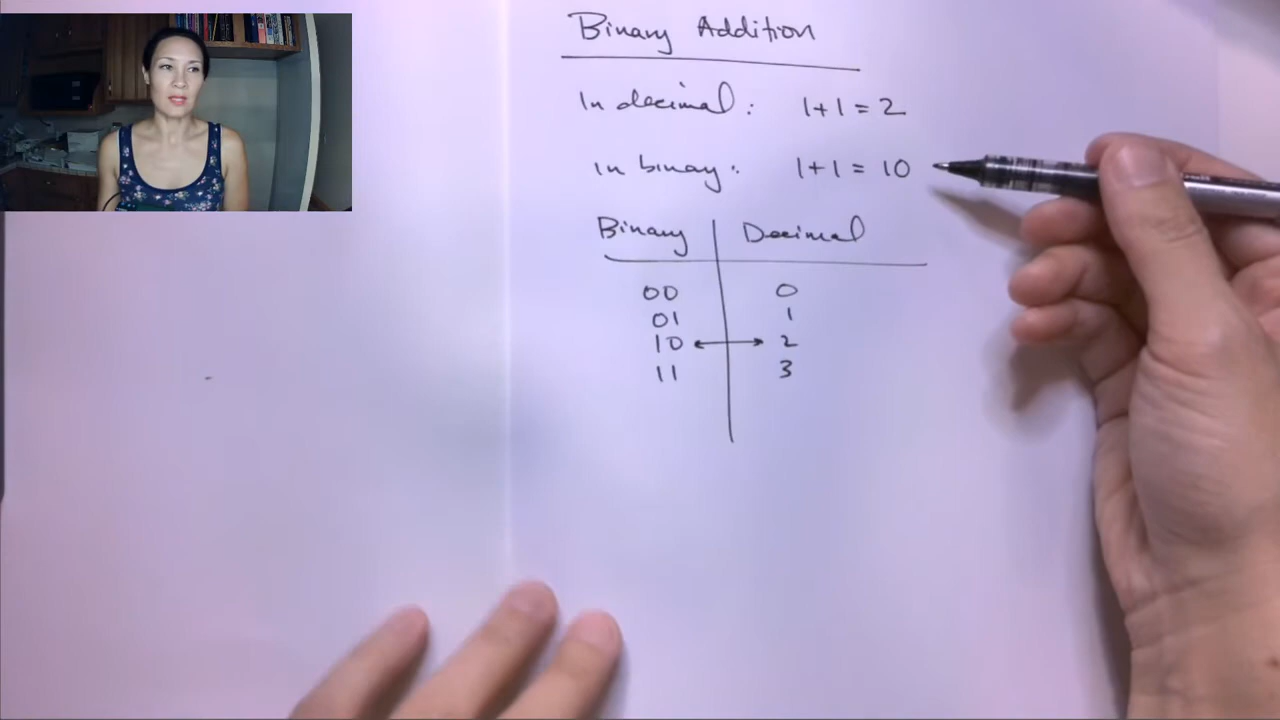 Binary Addition
In decimal: 1+1=2
in binary: 1+1=10
Binary Decimal
00 0
01 1
10 2
11 3